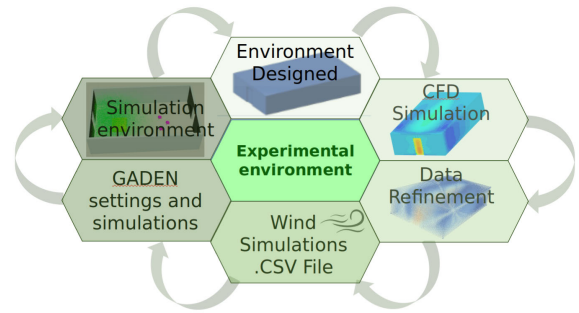 Environment
Designed
CFD
Simulation
Data
Refinement
Wind
Simulations
.CSV File
GADEN
settings and
simulations
Simulation
environment
Experimental
environment